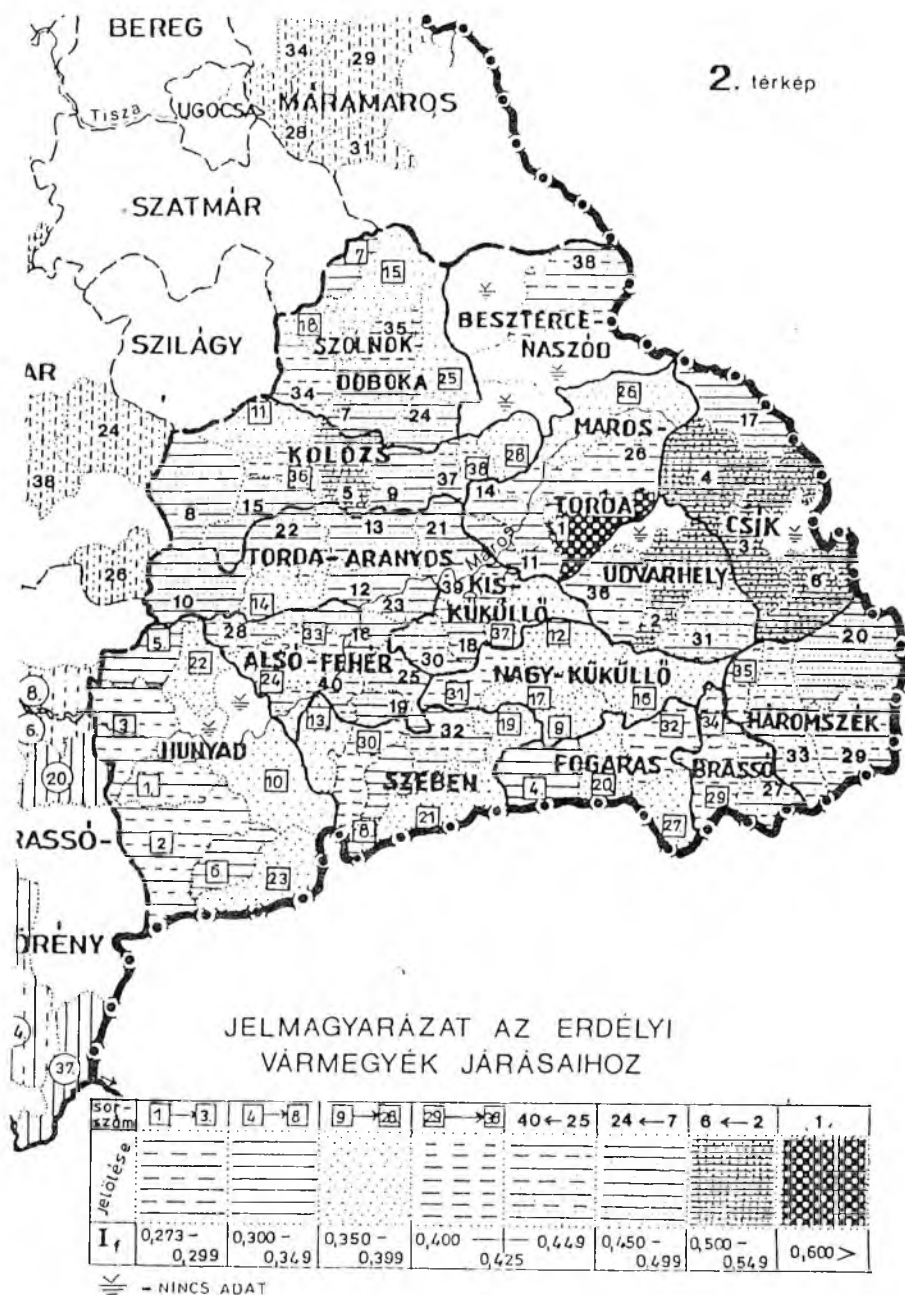 BEREG
34
29
2. térkép
Tisza
UGOCSA
MÁRAMAROS
28
31
SZATMÁR
7
15
38
SZILÁGY
18
35
SZOLNOK
BESZTERCE-
NASZÓD
AR
34
DOBOKA
25
26
24
11
7
24
MAROS-
17
KOLOZS
28
26
38
36
5
9
37
38
14
4
8
15
22
13
21
TORDA
1
CSÍK
3
TORDA-ARANYOS
Maros
11
UDVARHELY
6
26
12
39
KIS-
36
10
14
23
KÜKÜLLŐ
2
31
20
5
28
33
16
18
37
12
22
ALSÓ-FEHÉR
30
NAGY-KÜKÜLLŐ
35
8
24
40
25
31
17
16
3
13
19
19
9
32
34
HÁROMSZÉK
6
HUNYAD
30
32
FOGARAS
BRASSÓ
33
29
20
1
10
SZEBEN
4
20
27
29
2
8
21
27
RASSÓ-
6
23
ÖRÉNY
4
37
JELMAGYARÁZAT AZ ERDÉLYI
VÁRMEGYÉK JÁRÁSAIHOZ
sor-szám 1→3 4→8 9→28 29→38 40←25 24←7 6←2 1
Jelölése
If 0,273-0,299 0,300-0,349 0,350-0,399 0,400 — 0,425 — 0,449 0,450-0,499 0,500-0,549 0,600>
- NINCS ADAT